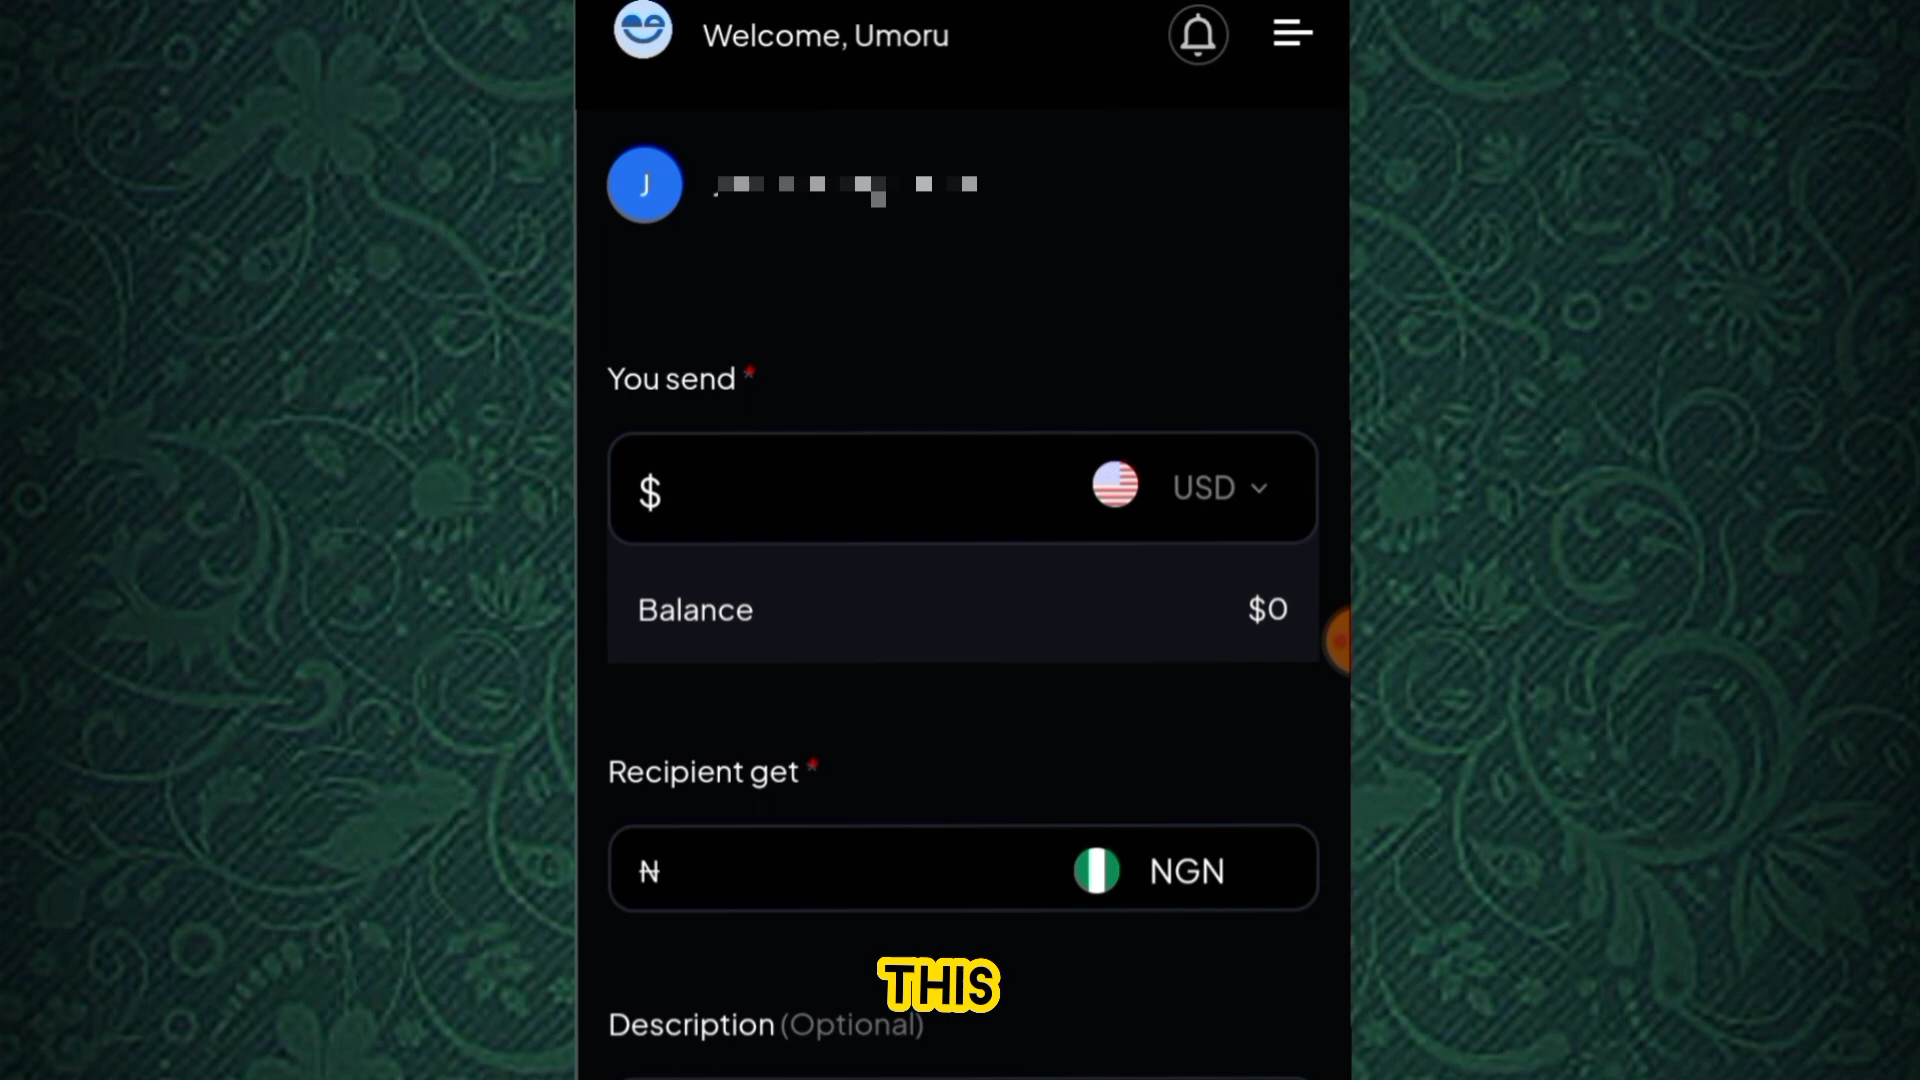 Welcome, Umoru
J
You send *
$ USD
Balance $0
Recipient get *
₦ NGN
THIS
Description (Optional)